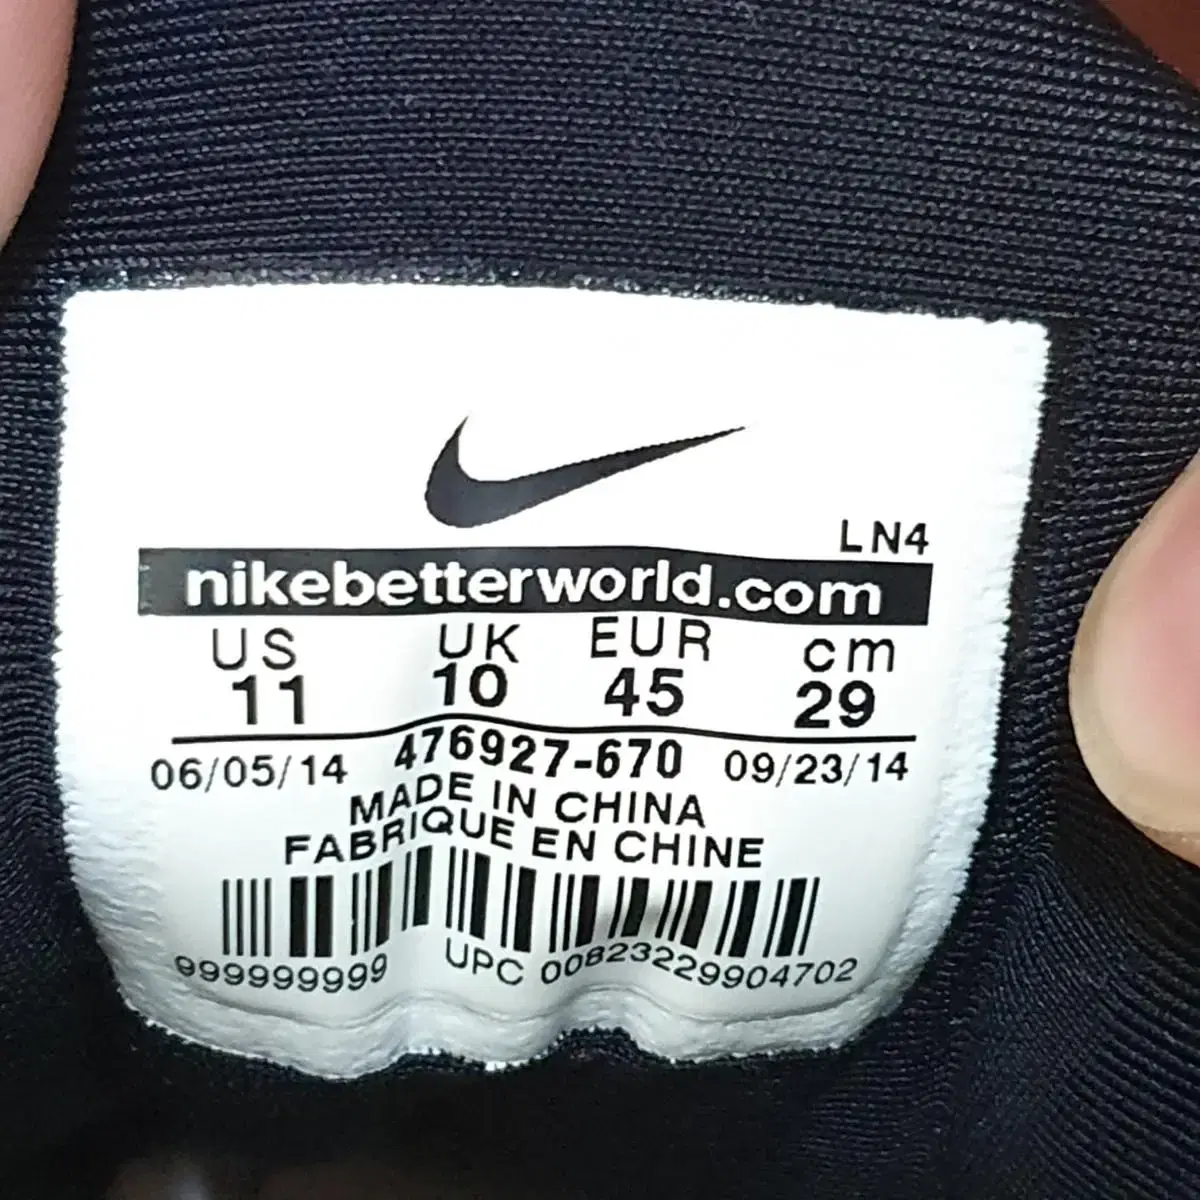 LN4
nikebetterworld.com
US UK EUR cm
11 10 45 29
06/05/14 476927-670 09/23/14
MADE IN CHINA
FABRIQUE EN CHINE
9999999999 UPC 00823229904702